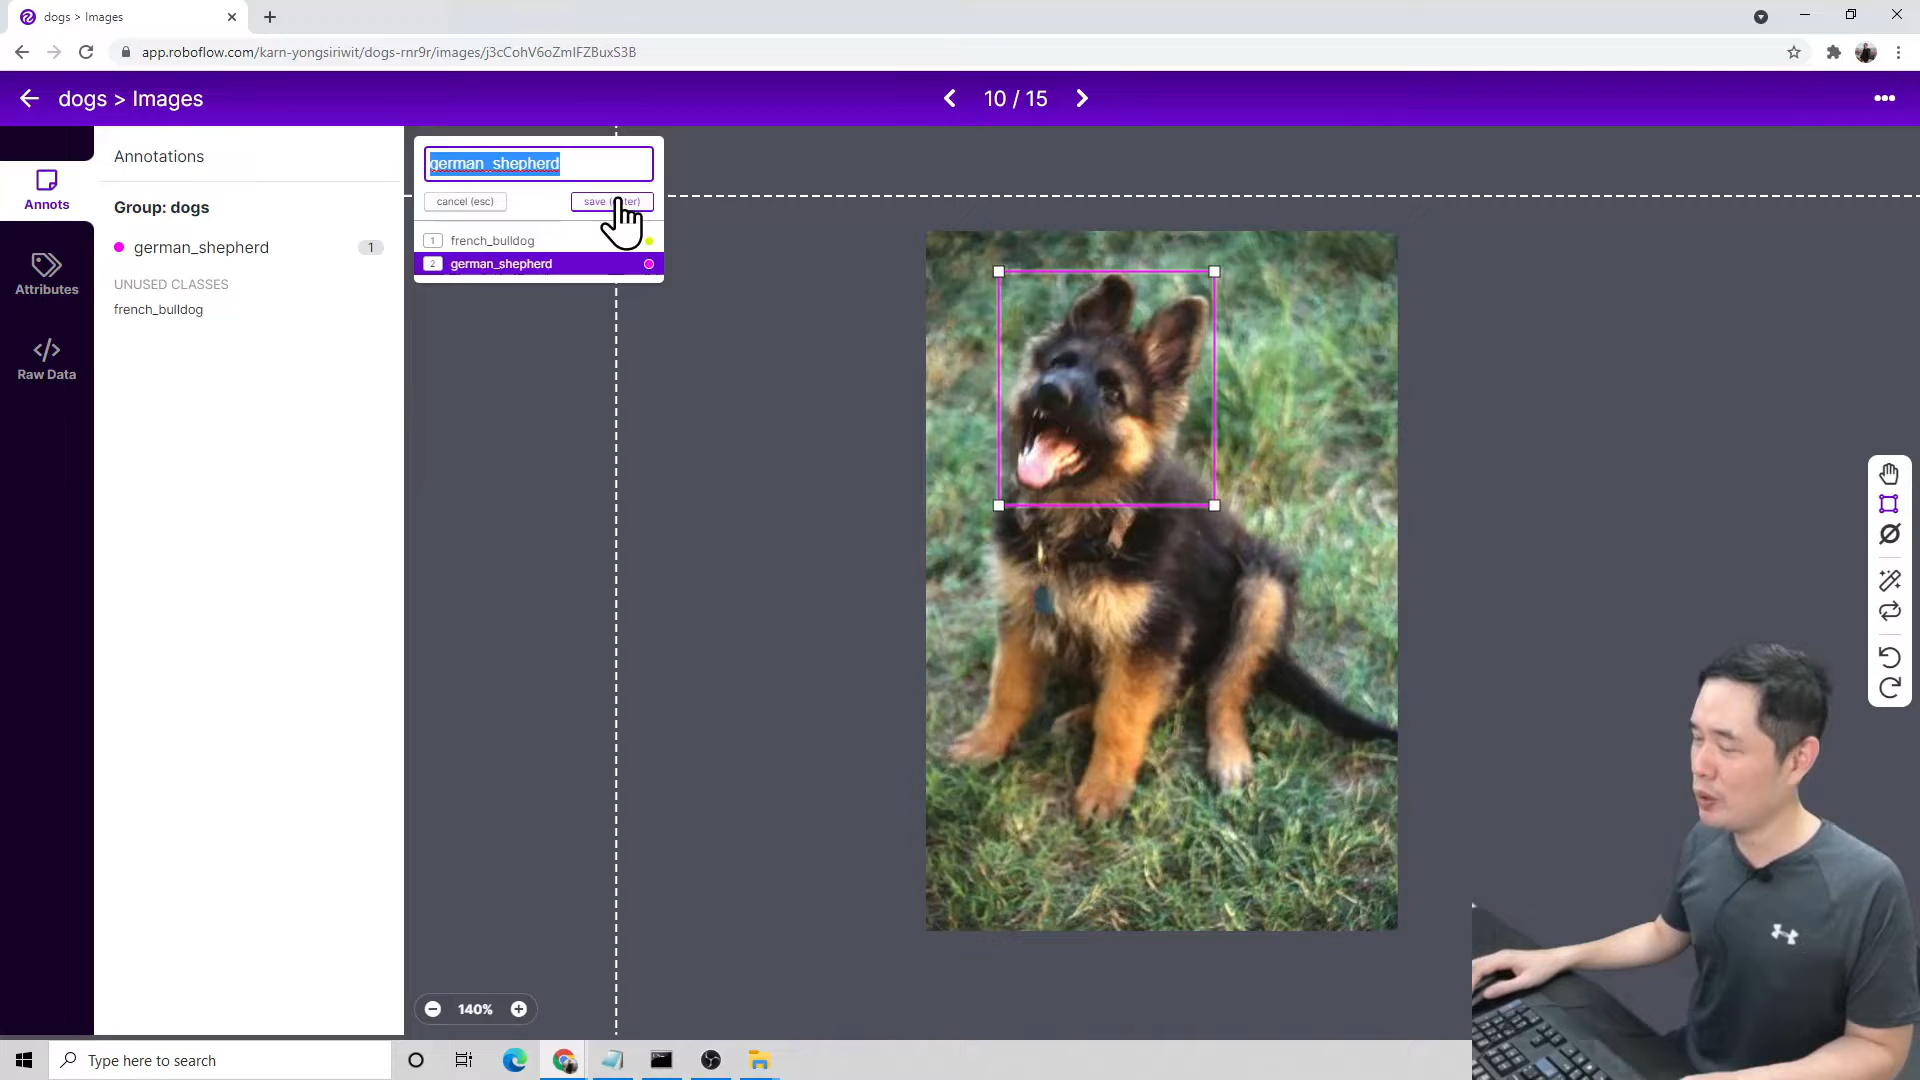 dogs > Images
app.roboflow.com/karn-yongsiriwit/dogs-rnr9r/images/j3cCohV6oZmIFZBuxS3B
dogs > Images
10 / 15
Annots
Attributes
Raw Data
Annotations
Group: dogs
german_shepherd 1
UNUSED CLASSES
french_bulldog
german_shepherd
cancel (esc)
save
1 french_bulldog
2 german_shepherd
140%
Type here to search